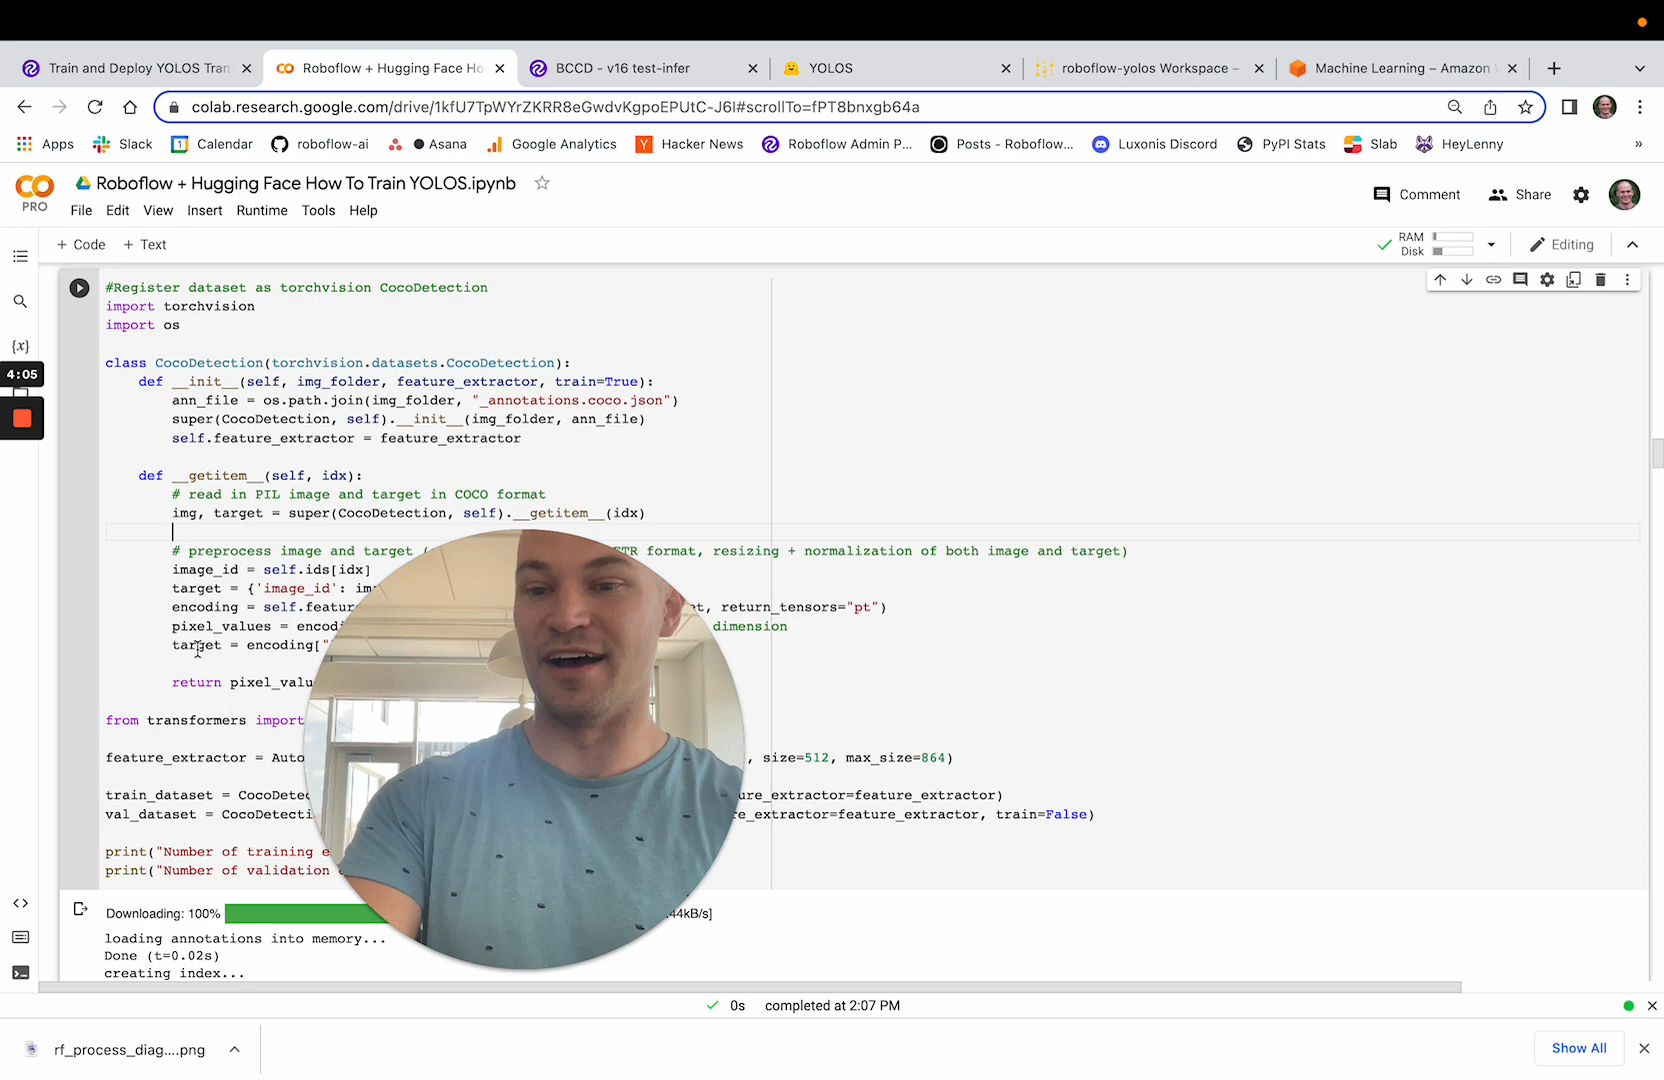 Train and Deploy YOLOS Tran
Roboflow + Hugging Face Ho
BCCD - v16 test-infer
YOLOS
roboflow-yolos Workspace –
Machine Learning – Amazon
colab.research.google.com/drive/1kfU7TpWYrZKRR8eGwdvKgpoEPUtC-J6l#scrollTo=fPT8bnxgb64a
Apps
Slack
Calendar
roboflow-ai
Asana
Google Analytics
Hacker News
Roboflow Admin P...
Posts - Roboflow...
Luxonis Discord
PyPI Stats
Slab
HeyLenny
»
PRO
Roboflow + Hugging Face How To Train YOLOS.ipynb
File Edit View Insert Runtime Tools Help
Comment
Share
+ Code + Text
RAM
Disk
Editing
{x}
4:05
#Register dataset as torchvision CocoDetection
import torchvision
import os
class CocoDetection(torchvision.datasets.CocoDetection):
def __init__(self, img_folder, feature_extractor, train=True):
ann_file = os.path.join(img_folder, "_annotations.coco.json")
super(CocoDetection, self).__init__(img_folder, ann_file)
self.feature_extractor = feature_extractor
def __getitem__(self, idx):
# read in PIL image and target in COCO format
img, target = super(CocoDetection, self).__getitem__(idx)
# preprocess image and target ( TR format, resizing + normalization of both image and target)
image_id = self.ids[idx]
target = {'image_id': im
encoding = self.featur et, return_tensors="pt")
pixel_values = encodi dimension
target = encoding["
return pixel_valu
from transformers import
feature_extractor = Auto , size=512, max_size=864)
train_dataset = CocoDetec ure_extractor=feature_extractor)
val_dataset = CocoDetecti e_extractor=feature_extractor, train=False)
print("Number of training e
print("Number of validation
Downloading: 100% .44kB/s]
loading annotations into memory...
Done (t=0.02s)
creating index...
0s completed at 2:07 PM
rf_process_diag....png
Show All